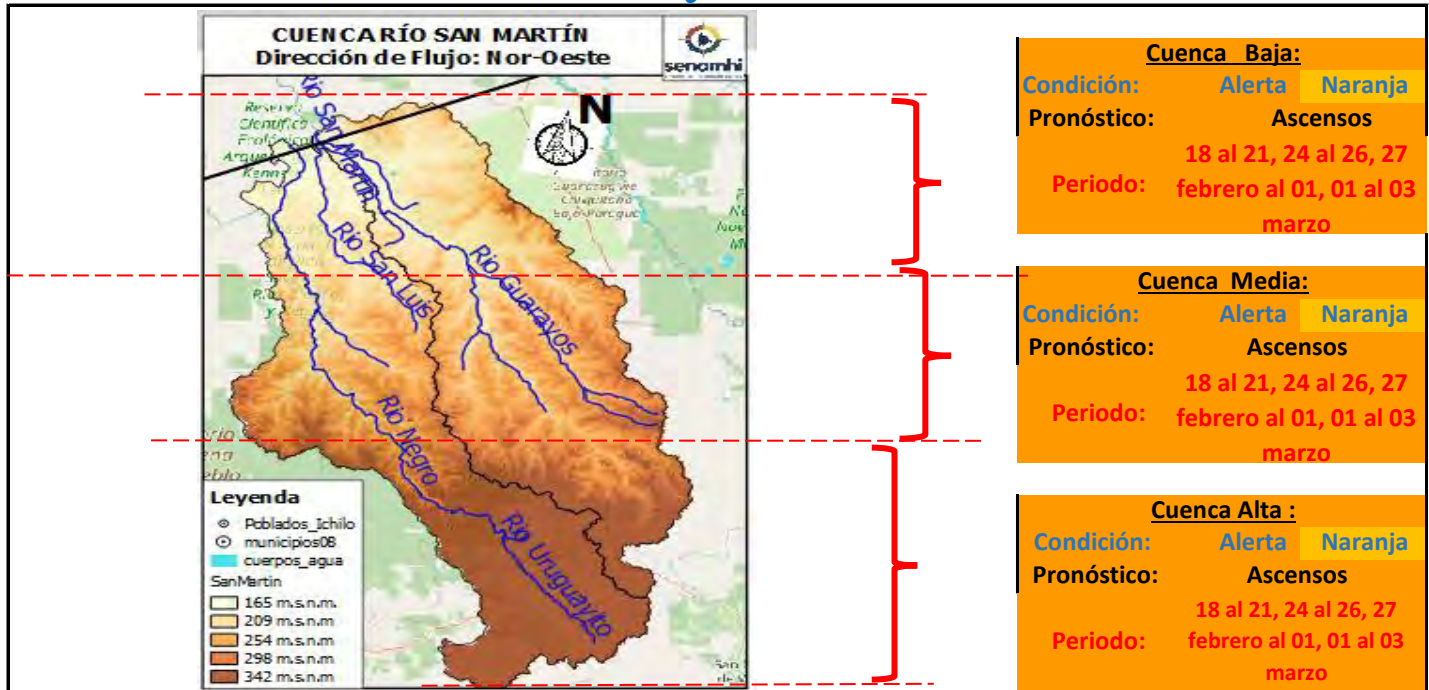 CUENCA RÍO SAN MARTÍN
Dirección de Flujo: Nor-Oeste
senamhi
N
Río San Martín
Río San Luis
Río Guarayos
Río Negro
Río Uruguayito
Leyenda
Poblados_Ichilo
municipios08
cuerpos_agua
SanMartin
165 m.s.n.m.
209 m.s.n.m
254 m.s.n.m
298 m.s.n.m
342 m.s.n.m
Cuenca Baja:
Condición: Alerta Naranja
Pronóstico: Ascensos
Periodo: 18 al 21, 24 al 26, 27
febrero al 01, 01 al 03
marzo
Cuenca Media:
Condición: Alerta Naranja
Pronóstico: Ascensos
Periodo: 18 al 21, 24 al 26, 27
febrero al 01, 01 al 03
marzo
Cuenca Alta :
Condición: Alerta Naranja
Pronóstico: Ascensos
Periodo: 18 al 21, 24 al 26, 27
febrero al 01, 01 al 03
marzo